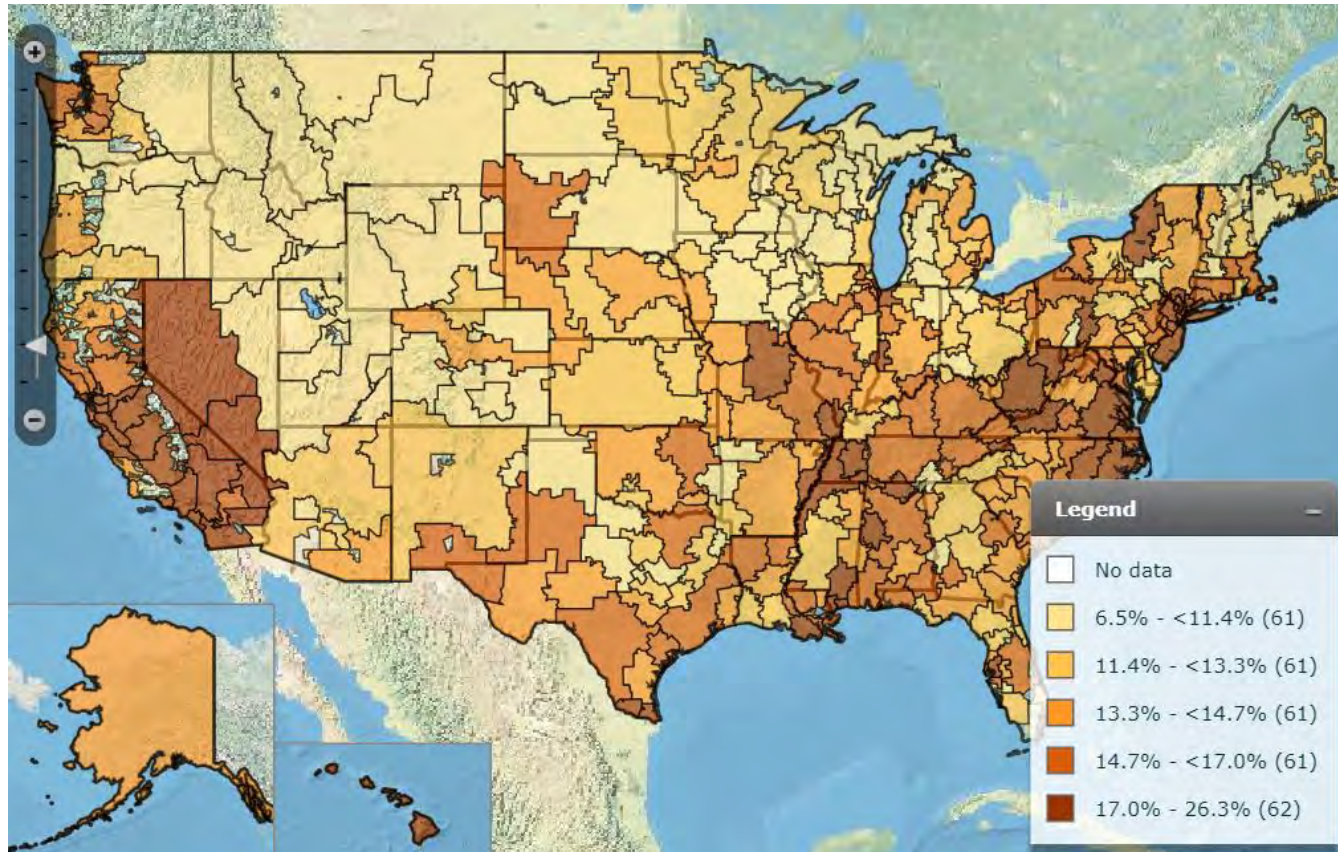 Legend
No data
6.5% - <11.4% (61)
11.4% - <13.3% (61)
13.3% - <14.7% (61)
14.7% - <17.0% (61)
17.0% - 26.3% (62)